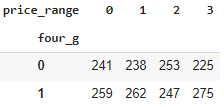 price_range 0 1 2 3
four_g
0 241 238 253 225
1 259 262 247 275